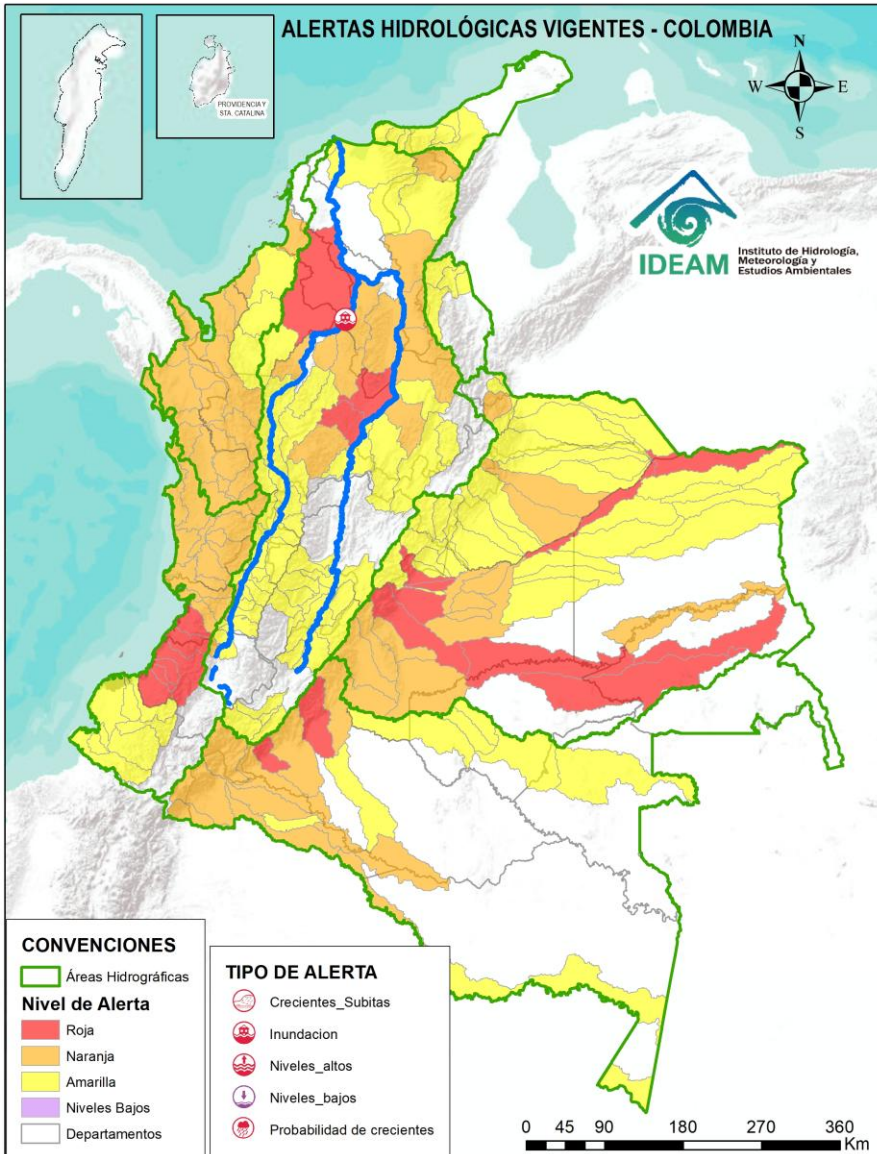 ALERTAS HIDROLÓGICAS VIGENTES - COLOMBIA
PROVIDENCIA Y
STA. CATALINA
N
W
E
S
IDEAM
Instituto de Hidrología,
Meteorología y
Estudios Ambientales
CONVENCIONES
Áreas Hidrográficas
Nivel de Alerta
Roja
Naranja
Amarilla
Niveles Bajos
Departamentos
TIPO DE ALERTA
Crecientes_Subitas
Inundacion
Niveles_altos
Niveles_bajos
Probabilidad de crecientes
0 45 90 180 270 360
Km